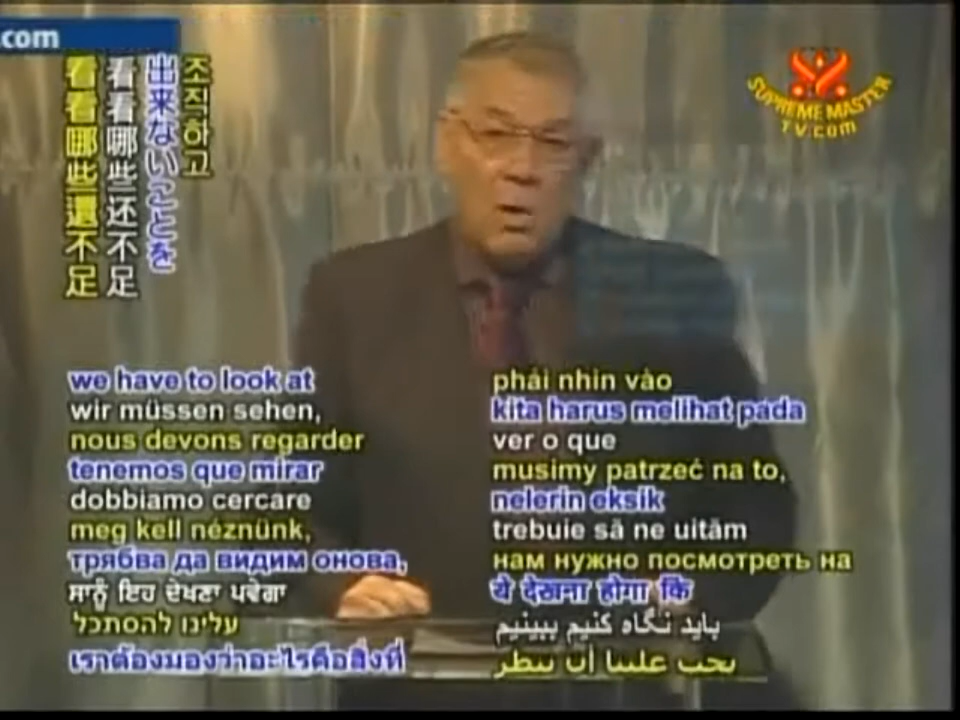 .com
SUPREME MASTER
TV.com
조직하고
出来ないことを
看看哪些还不足
看看哪些還不足
we have to look at
wir müssen sehen,
nous devons regarder
tenemos que mirar
dobbiamo cercare
meg kell néznünk,
трябва да видим онова,
ਸਾਨੂੰ ਇਹ ਦੇਖਣਾ ਪਵੇਗਾ
עלינו להסתכל
เราต้องมองว่าอะไรคือสิ่งที่
phải nhìn vào
kita harus melihat pada
ver o que
musimy patrzeć na to,
nelerin eksik
trebuie să ne uităm
нам нужно посмотреть на
ये देखना होगा कि
باید نگاه کنیم ببینیم
يجب علينا أن ننظر